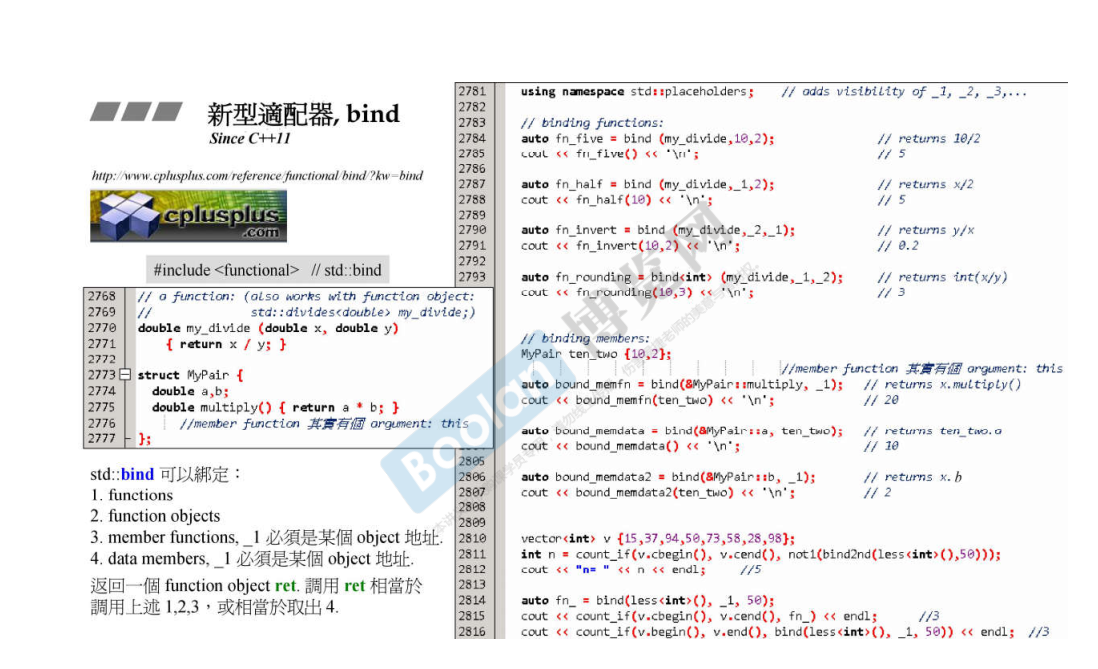 新型適配器, bind
Since C++11
http://www.cplusplus.com/reference/functional/bind/?kw=bind
cplusplus
.com
#include <functional>   // std::bind
2768 // a function: (also works with function object:
2769 //              std::divides<double> my_divide;)
2770 double my_divide (double x, double y)
2771     { return x / y; }
2772
2773 struct MyPair {
2774   double a,b;
2775   double multiply() { return a * b; }
2776       //member function 其實有個 argument: this
2777 };
std::bind 可以綁定：
1. functions
2. function objects
3. member functions, _1 必須是某個 object 地址.
4. data members, _1 必須是某個 object 地址.
返回一個 function object ret. 調用 ret 相當於
調用上述 1,2,3，或相當於取出 4.
2781 using namespace std::placeholders;    // adds visibility of _1, _2, _3,...
2782
2783 // binding functions:
2784 auto fn_five = bind (my_divide,10,2);               // returns 10/2
2785 cout << fn_five() << '\n';                          // 5
2786
2787 auto fn_half = bind (my_divide,_1,2);               // returns x/2
2788 cout << fn_half(10) << '\n';                        // 5
2789
2790 auto fn_invert = bind (my_divide,_2,_1);            // returns y/x
2791 cout << fn_invert(10,2) << '\n';                    // 0.2
2792
2793 auto fn_rounding = bind<int> (my_divide,_1,_2);     // returns int(x/y)
cout << fn_rounding(10,3) << '\n';                  // 3
// binding members:
MyPair ten_two {10,2};
//member function 其實有個 argument: this
auto bound_memfn = bind(&MyPair::multiply, _1);   // returns x.multiply()
cout << bound_memfn(ten_two) << '\n';             // 20
auto bound_memdata = bind(&MyPair::a, ten_two);   // returns ten_two.a
cout << bound_memdata() << '\n';                  // 10
2805
2806 auto bound_memdata2 = bind(&MyPair::b, _1);       // returns x.b
2807 cout << bound_memdata2(ten_two) << '\n';          // 2
2808
2809
2810 vector<int> v {15,37,94,50,73,58,28,98};
2811 int n = count_if(v.cbegin(), v.cend(), not1(bind2nd(less<int>(),50)));
2812 cout << "n= " << n << endl;     //5
2813
2814 auto fn_ = bind(less<int>(), _1, 50);
2815 cout << count_if(v.cbegin(), v.cend(), fn_) << endl;      //3
2816 cout << count_if(v.begin(), v.end(), bind(less<int>(), _1, 50)) << endl;  //3
Boolan 博览网